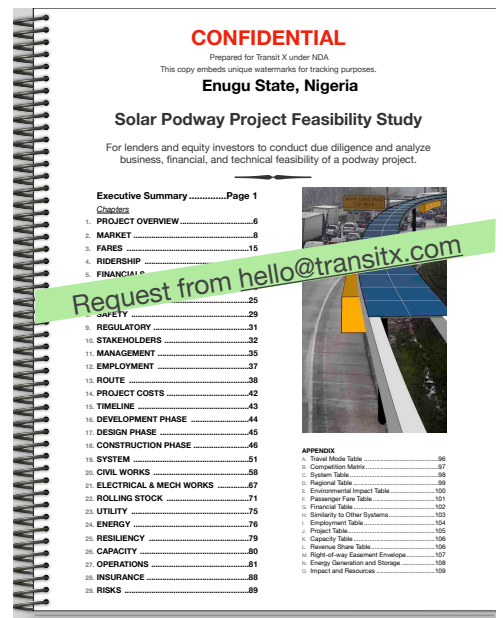 CONFIDENTIAL
Prepared for Transit X under NDA
This copy embeds unique watermarks for tracking purposes.
Enugu State, Nigeria
Solar Podway Project Feasibility Study
For lenders and equity investors to conduct due diligence and analyze
business, financial, and technical feasibility of a podway project.
Executive Summary .............Page 1
Chapters
1. PROJECT OVERVIEW ...................................6
2. MARKET ...................................8
3. FARES ...................................15
4. RIDERSHIP
5. FINANCIALS
Request from hello@transitx.com
25
8. SAFETY ...................................29
9. REGULATORY ...................................31
10. STAKEHOLDERS ...................................32
11. MANAGEMENT ...................................35
12. EMPLOYMENT ...................................37
13. ROUTE ...................................38
14. PROJECT COSTS ...................................42
15. TIMELINE ...................................43
16. DEVELOPMENT PHASE ...................................44
17. DESIGN PHASE ...................................45
18. CONSTRUCTION PHASE ...................................46
19. SYSTEM ...................................51
20. CIVIL WORKS ...................................58
21. ELECTRICAL & MECH WORKS ...................................67
22. ROLLING STOCK ...................................71
23. UTILITY ...................................75
24. ENERGY ...................................76
25. RESILIENCY ...................................79
26. CAPACITY ...................................80
27. OPERATIONS ...................................81
28. INSURANCE ...................................88
29. RISKS ...................................89
APPENDIX
A. Travel Mode Table ...................................96
B. Competition Matrix ...................................97
C. System Table ...................................98
D. Regional Table ...................................99
E. Environmental Impact Table ...................................100
F. Passenger Fare Table ...................................101
G. Financial Table ...................................102
H. Similarity to Other Systems ...................................103
I. Employment Table ...................................104
J. Project Table ...................................105
K. Capacity Table ...................................106
L. Revenue Share Table ...................................106
M. Right-of-way Easement Envelope ...................................107
N. Energy Generation and Storage ...................................108
O. Impact and Resources ...................................109